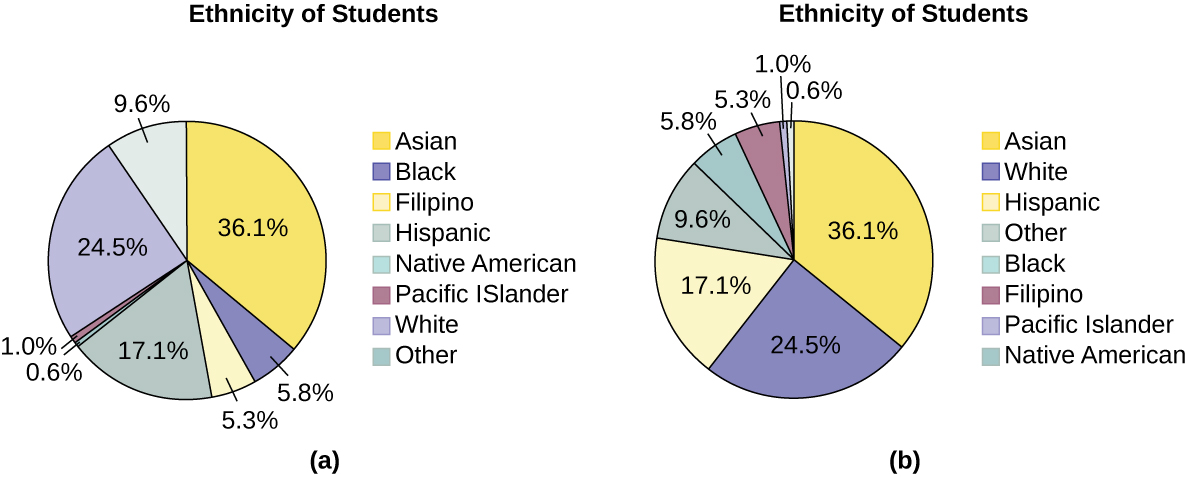 Ethnicity of Students
9.6%
36.1%
24.5%
1.0%
0.6%
17.1%
5.8%
5.3%
Asian
Black
Filipino
Hispanic
Native American
Pacific ISlander
White
Other
(a)
Ethnicity of Students
1.0%
0.6%
5.3%
5.8%
9.6%
36.1%
17.1%
24.5%
Asian
White
Hispanic
Other
Black
Filipino
Pacific Islander
Native American
(b)